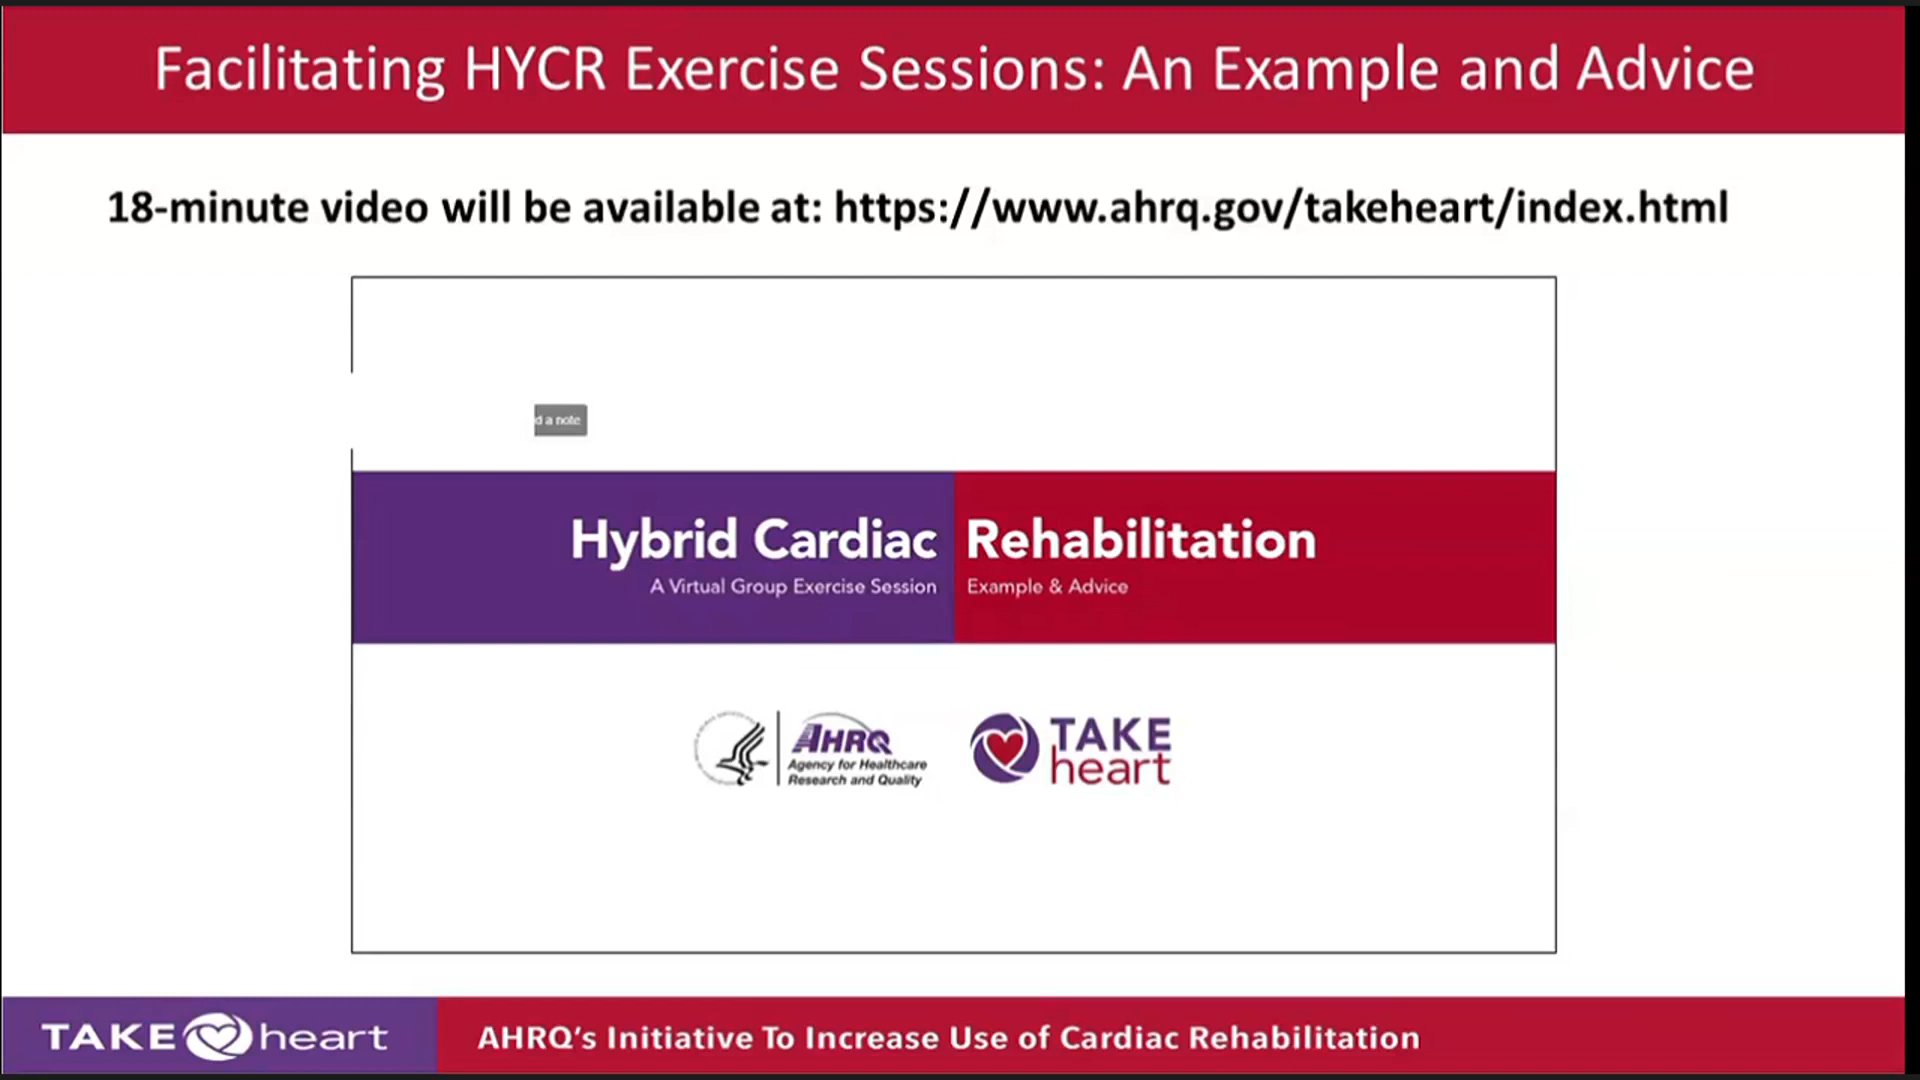 Facilitating HYCR Exercise Sessions: An Example and Advice
18-minute video will be available at: https://www.ahrq.gov/takeheart/index.html
d a note
Hybrid Cardiac Rehabilitation
A Virtual Group Exercise Session Example & Advice
AHRQ
Agency for Healthcare
Research and Quality
TAKE
heart
TAKE heart
AHRQ's Initiative To Increase Use of Cardiac Rehabilitation